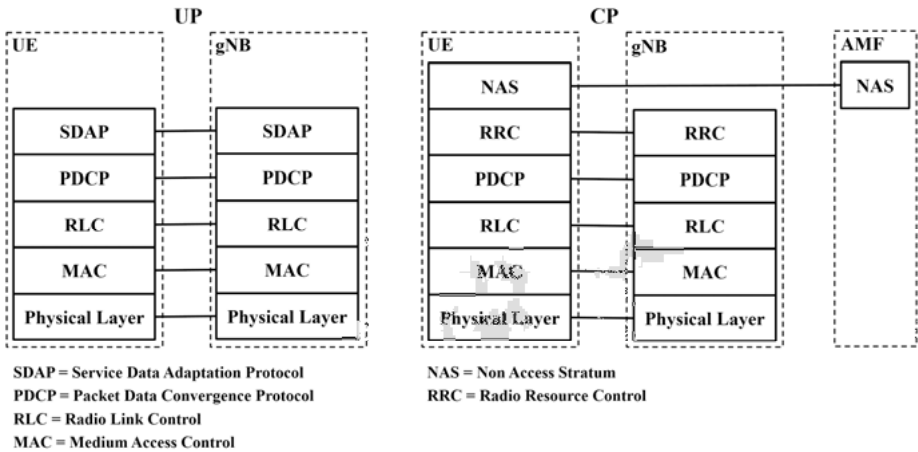 UP
UE
gNB
SDAP
SDAP
PDCP
PDCP
RLC
RLC
MAC
MAC
Physical Layer
Physical Layer
SDAP = Service Data Adaptation Protocol
PDCP = Packet Data Convergence Protocol
RLC = Radio Link Control
MAC = Medium Access Control
CP
UE
gNB
AMF
NAS
NAS
RRC
RRC
PDCP
PDCP
RLC
RLC
MAC
MAC
Physical Layer
Physical Layer
NAS = Non Access Stratum
RRC = Radio Resource Control